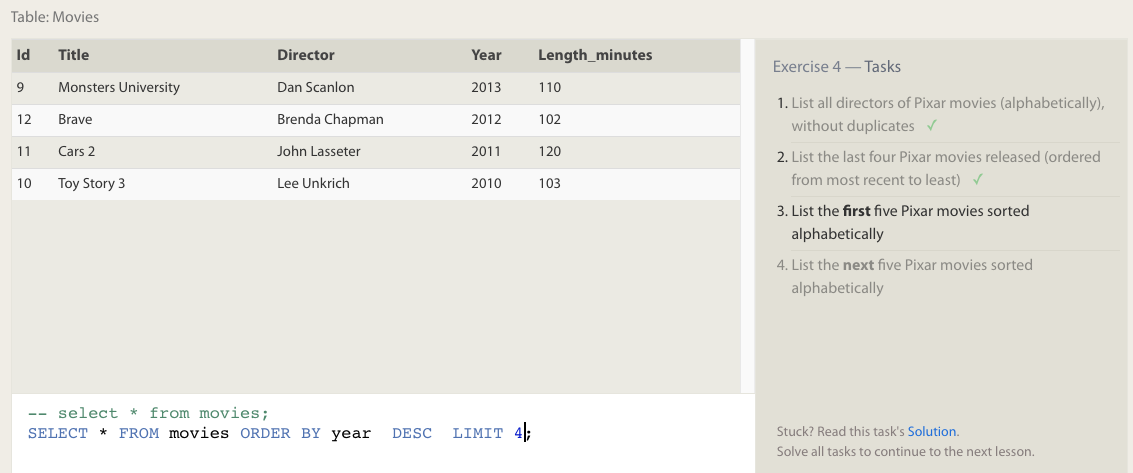 Table: Movies
Id Title Director Year Length_minutes
9 Monsters University Dan Scanlon 2013 110
12 Brave Brenda Chapman 2012 102
11 Cars 2 John Lasseter 2011 120
10 Toy Story 3 Lee Unkrich 2010 103
-- select * from movies;
SELECT * FROM movies ORDER BY year  DESC  LIMIT 4;
Exercise 4 — Tasks
1. List all directors of Pixar movies (alphabetically),
without duplicates ✓
2. List the last four Pixar movies released (ordered
from most recent to least) ✓
3. List the first five Pixar movies sorted
alphabetically
4. List the next five Pixar movies sorted
alphabetically
Stuck? Read this task's Solution.
Solve all tasks to continue to the next lesson.